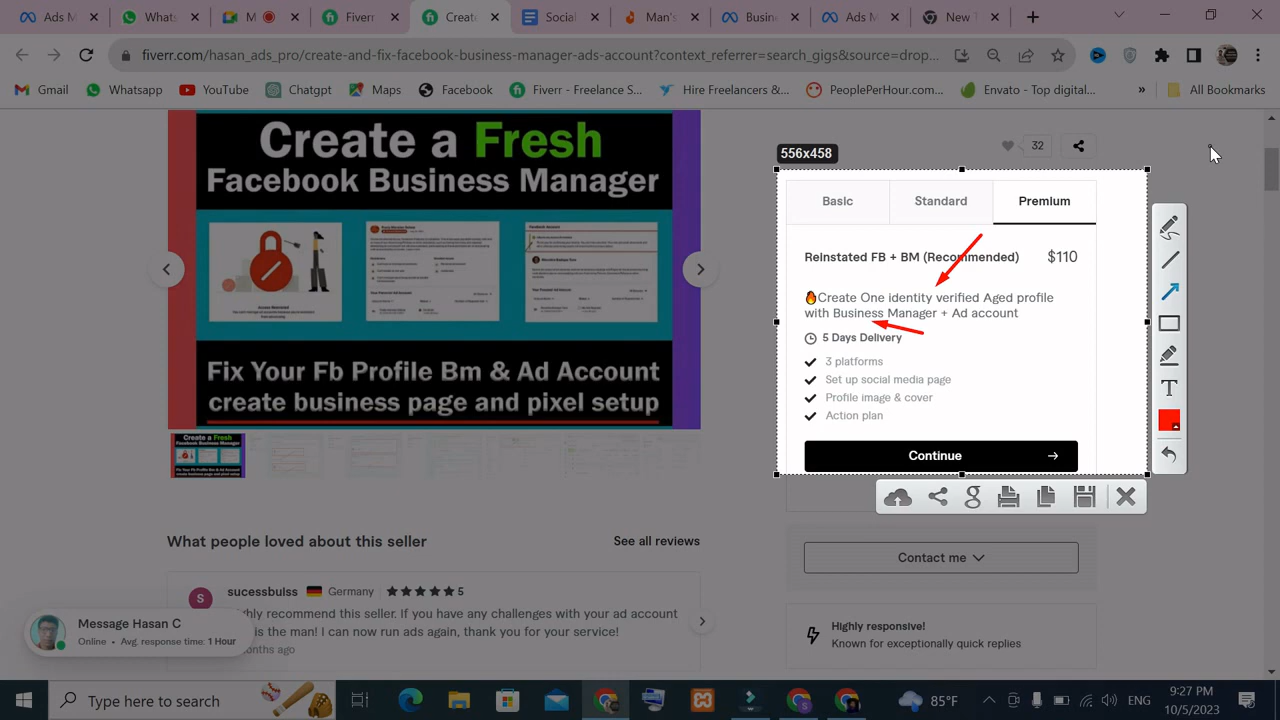 Ads M
Whats
M
Fiverr
Create
Social
Man's
Busin
Ads M
New T
fiverr.com/hasan_ads_pro/create-and-fix-facebook-business-manager-ads-account?context_referrer=search_gigs&source=drop...
Gmail
Whatsapp
YouTube
Chatgpt
Maps
Facebook
Fiverr - Freelance S...
Hire Freelancers &...
PeoplePerHour.com...
Envato - Top digital...
»
All Bookmarks
Create a Fresh
Facebook Business Manager
Fix Your Fb Profile Bm & Ad Account
create business page and pixel setup
32
556x458
Basic
Standard
Premium
Reinstated FB + BM (Recommended)
$110
🔥Create One identity verified Aged profile
with Business Manager + Ad account
5 Days Delivery
3 platforms
Set up social media page
Profile image & cover
Action plan
Continue
T
g
What people loved about this seller
See all reviews
S
sucessbuiss
Germany
5
hly recommend this seller. If you have any challenges with your ad account
is the man! I can now run ads again, thank you for your service!
months ago
Message Hasan C
Online • Avg. response time: 1 Hour
Contact me
Highly responsive!
Known for exceptionally quick replies
Type here to search
85°F
ENG
9:27 PM
10/5/2023